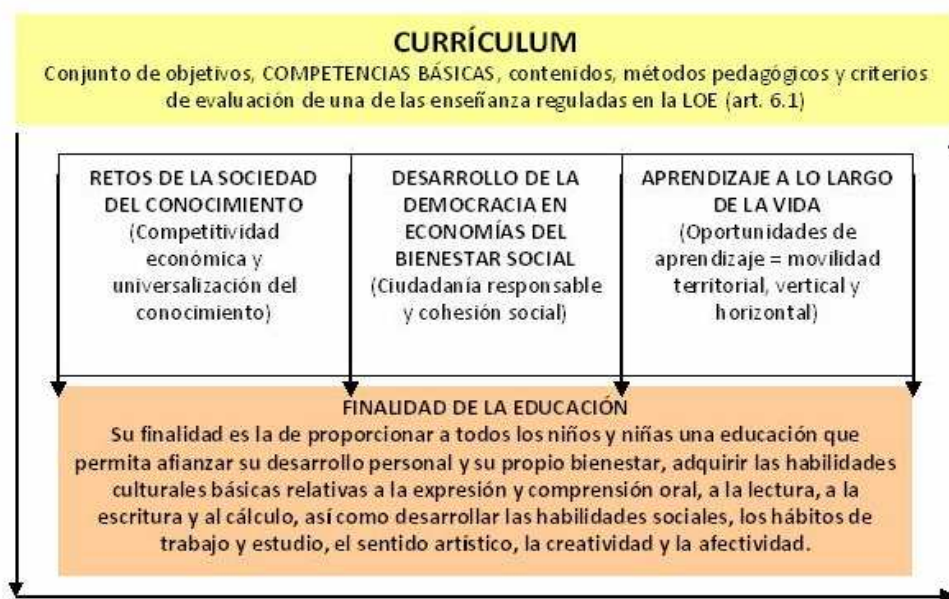 CURRÍCULUM
Conjunto de objetivos, COMPETENCIAS BÁSICAS, contenidos, métodos pedagógicos y criterios
de evaluación de una de las enseñanza reguladas en la LOE (art. 6.1)
RETOS DE LA SOCIEDAD
DEL CONOCIMIENTO
(Competitividad
económica y
universalización del
conocimiento)
DESARROLLO DE LA
DEMOCRACIA EN
ECONOMÍAS DEL
BIENESTAR SOCIAL
(Ciudadanía responsable
y cohesión social)
APRENDIZAJE A LO LARGO
DE LA VIDA
(Oportunidades de
aprendizaje = movilidad
territorial, vertical y
horizontal)
FINALIDAD DE LA EDUCACIÓN
Su finalidad es la de proporcionar a todos los niños y niñas una educación que
permita afianzar su desarrollo personal y su propio bienestar, adquirir las habilidades
culturales básicas relativas a la expresión y comprensión oral, a la lectura, a la
escritura y al cálculo, así como desarrollar las habilidades sociales, los hábitos de
trabajo y estudio, el sentido artístico, la creatividad y la afectividad.